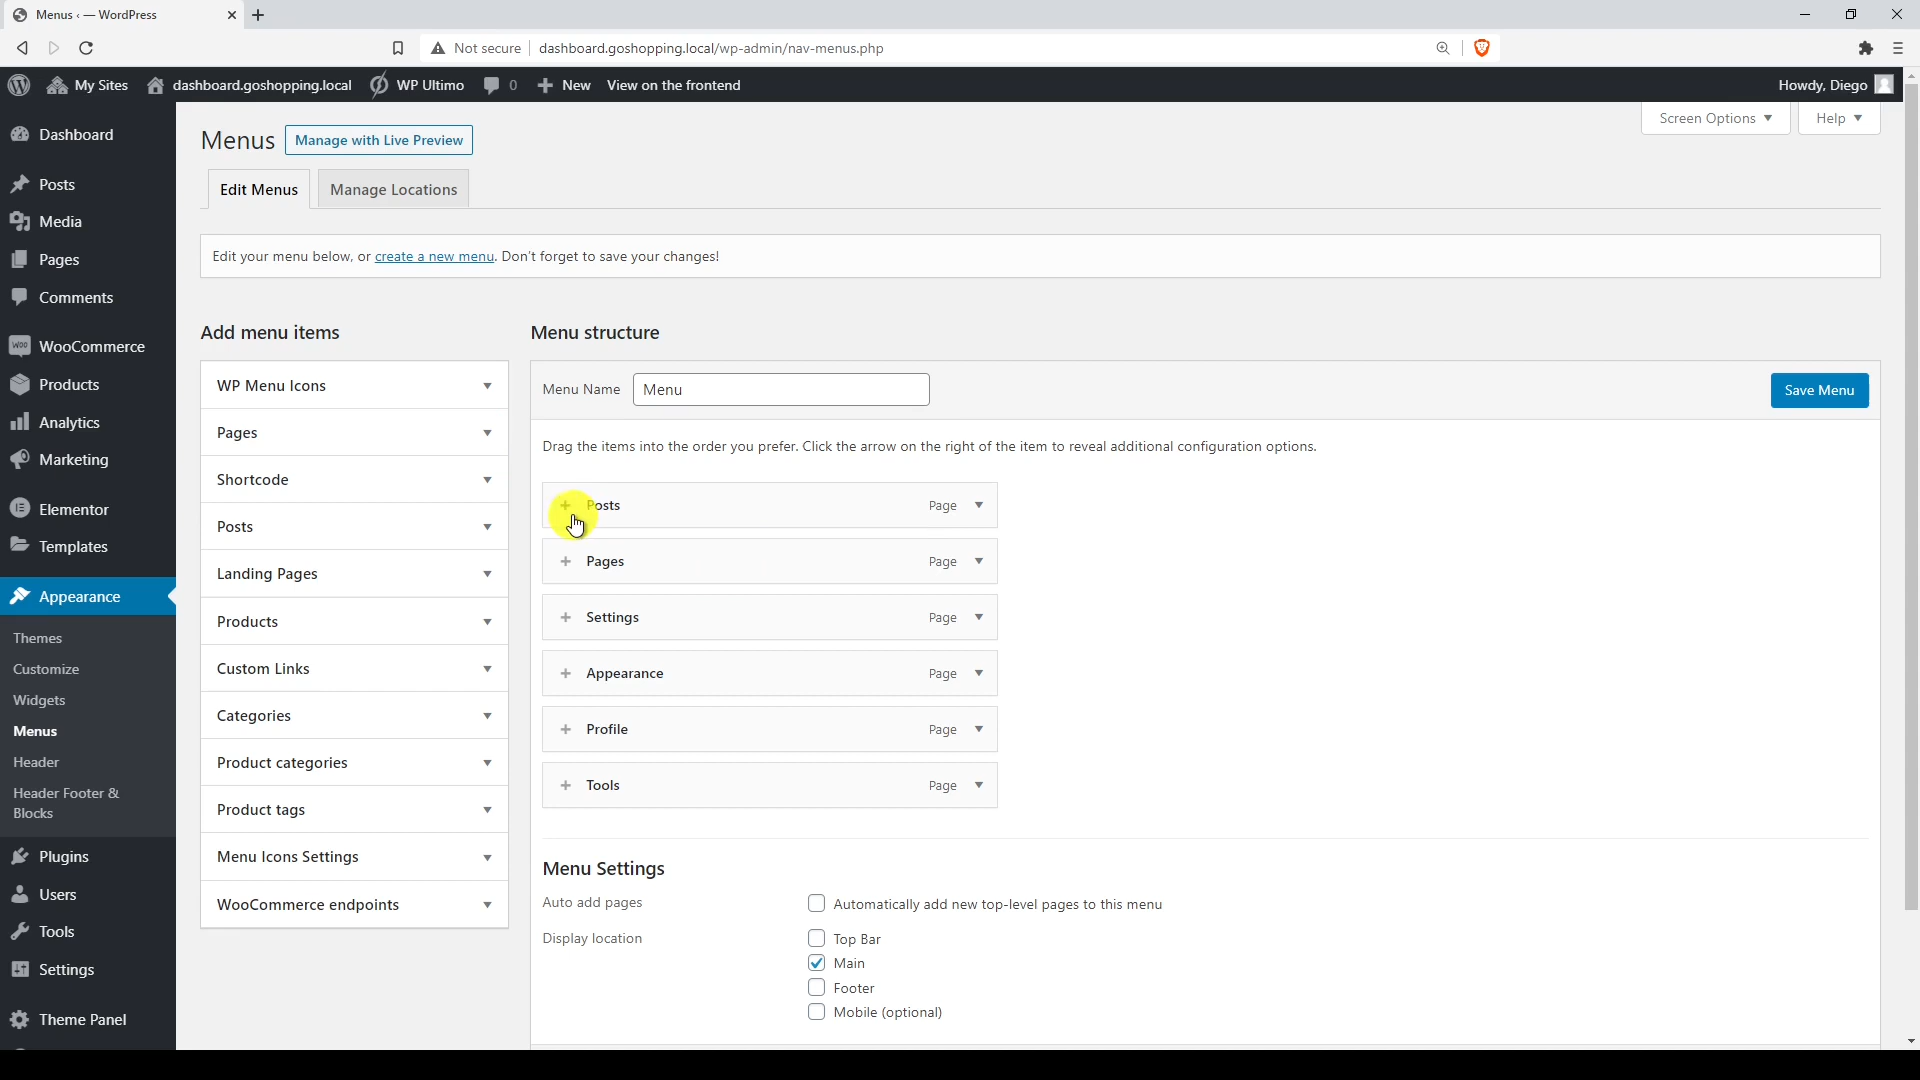 Menus ‹ — WordPress
Not secure dashboard.goshopping.local/wp-admin/nav-menus.php
My Sites dashboard.goshopping.local WP Ultimo 0 New View on the frontend Howdy, Diego
Screen Options Help
Menus Manage with Live Preview
Edit Menus Manage Locations
Edit your menu below, or create a new menu. Don't forget to save your changes!
Dashboard
Posts
Media
Pages
Comments
WooCommerce
Products
Analytics
Marketing
Elementor
Templates
Appearance
Themes
Customize
Widgets
Menus
Header
Header Footer &
Blocks
Plugins
Users
Tools
Settings
Theme Panel
Add menu items
WP Menu Icons
Pages
Shortcode
Posts
Landing Pages
Products
Custom Links
Categories
Product categories
Product tags
Menu Icons Settings
WooCommerce endpoints
Menu structure
Menu Name Menu Save Menu
Drag the items into the order you prefer. Click the arrow on the right of the item to reveal additional configuration options.
Posts Page
Pages Page
Settings Page
Appearance Page
Profile Page
Tools Page
Menu Settings
Auto add pages Automatically add new top-level pages to this menu
Display location Top Bar
Main
Footer
Mobile (optional)